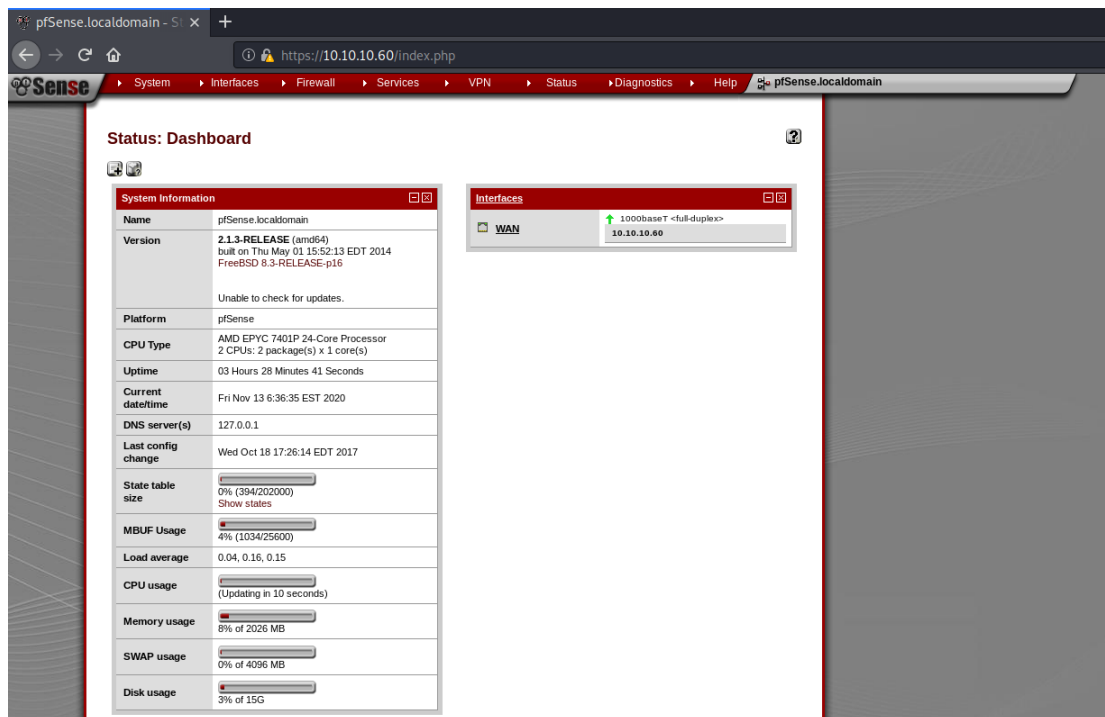 pfSense.localdomain - St
https://10.10.10.60/index.php
Sense
System
Interfaces
Firewall
Services
VPN
Status
Diagnostics
Help
pfSense.localdomain
Status: Dashboard
System Information
Name pfSense.localdomain
Version 2.1.3-RELEASE (amd64)
built on Thu May 01 15:52:13 EDT 2014
FreeBSD 8.3-RELEASE-p16
Unable to check for updates.
Platform pfSense
CPU Type AMD EPYC 7401P 24-Core Processor
2 CPUs: 2 package(s) x 1 core(s)
Uptime 03 Hours 28 Minutes 41 Seconds
Current
date/time Fri Nov 13 6:36:35 EST 2020
DNS server(s) 127.0.0.1
Last config
change Wed Oct 18 17:26:14 EDT 2017
State table
size 0% (394/202000)
Show states
MBUF Usage 4% (1034/25600)
Load average 0.04, 0.16, 0.15
CPU usage (Updating in 10 seconds)
Memory usage 8% of 2026 MB
SWAP usage 0% of 4096 MB
Disk usage 3% of 15G
Interfaces
WAN
1000baseT <full-duplex>
10.10.10.60